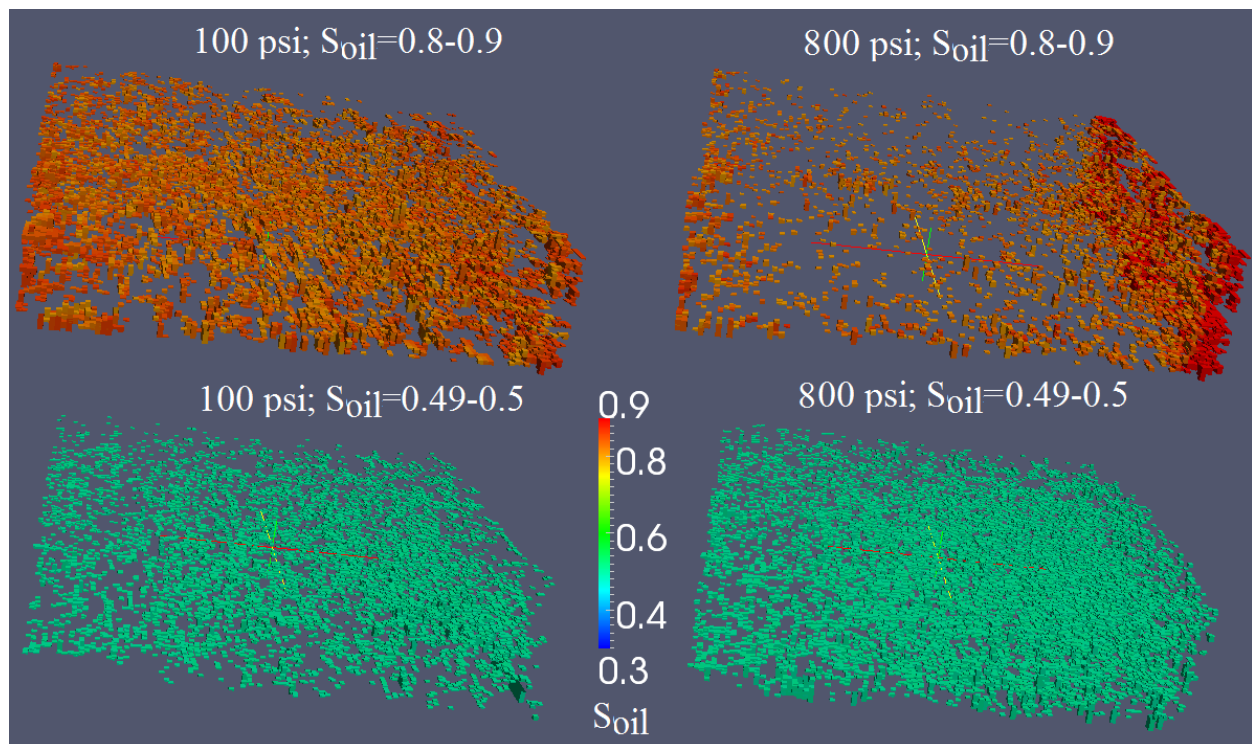 100 psi; Soil=0.8-0.9
800 psi; Soil=0.8-0.9
100 psi; Soil=0.49-0.5
800 psi; Soil=0.49-0.5
0.9
0.8
0.6
0.4
0.3
Soil